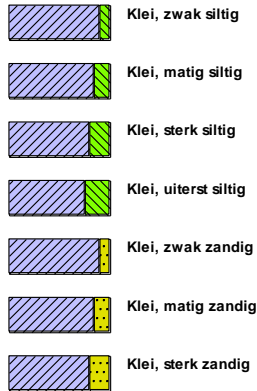 Klei, zwak siltig
Klei, matig siltig
Klei, sterk siltig
Klei, uiterst siltig
Klei, zwak zandig
Klei, matig zandig
Klei, sterk zandig